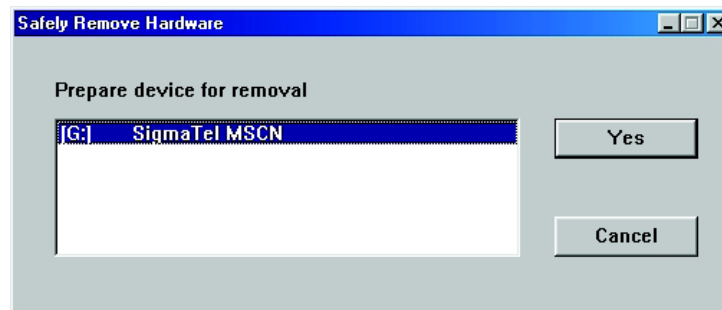 Safely Remove Hardware
Prepare device for removal
[G:] SigmaTel MSCN
Yes
Cancel